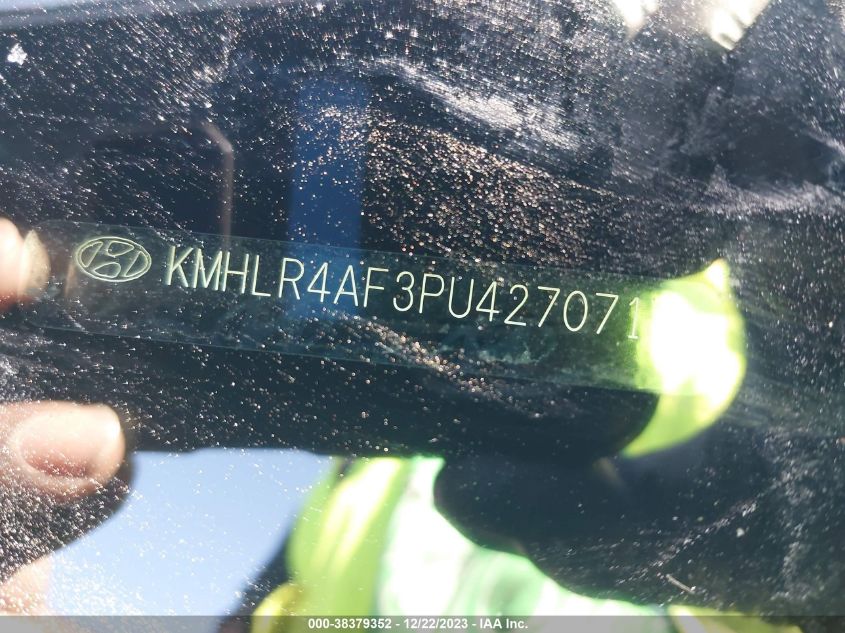 KMHLR4AF3PU427071
000-38379352 - 12/22/2023 - IAA Inc.